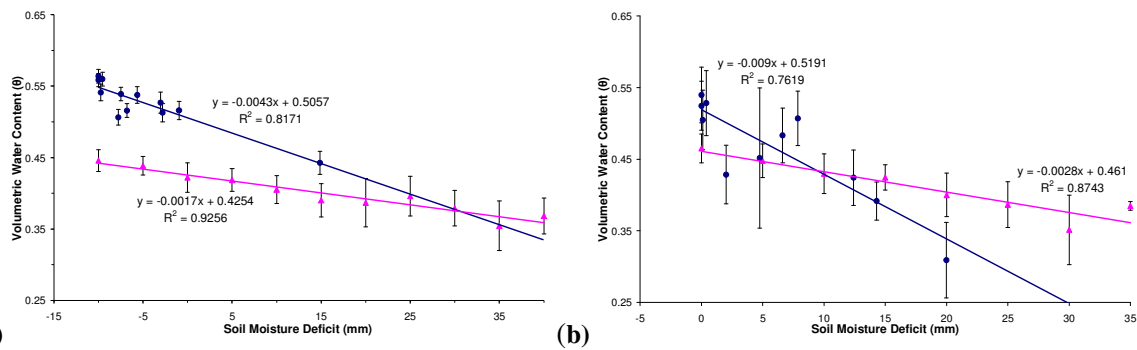 0.65
0.55
0.45
0.35
0.25
Volumetric Water Content (θ)
y = -0.0043x + 0.5057
R² = 0.8171
y = -0.0017x + 0.4254
R² = 0.9256
-15 -5 5 15 25 35
Soil Moisture Deficit (mm)
)
(b)
0.65
0.55
0.45
0.35
0.25
Volumetric Water Content (θ)
y = -0.009x + 0.5191
R² = 0.7619
y = -0.0028x + 0.461
R² = 0.8743
-5 0 5 10 15 20 25 30 35
Soil Moisture Deficit (mm)